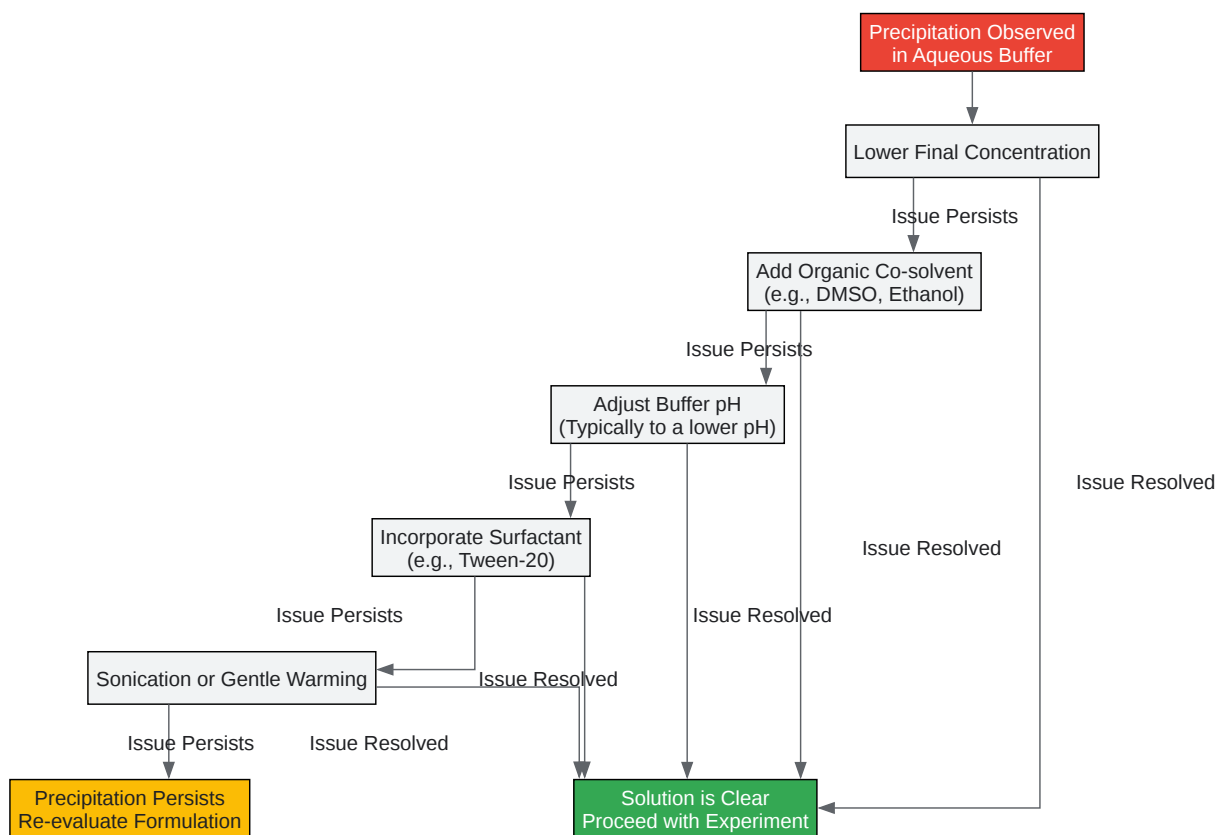 Precipitation Observed
in Aqueous Buffer
Lower Final Concentration
Issue Persists
Add Organic Co-solvent
(e.g., DMSO, Ethanol)
Issue Persists
Adjust Buffer pH
(Typically to a lower pH)
Issue Persists
Issue Resolved
Incorporate Surfactant
(e.g., Tween-20)
Issue Resolved
Issue Persists
Issue Resolved
Sonication or Gentle Warming
Issue Resolved
Issue Persists
Issue Resolved
Precipitation Persists
Re-evaluate Formulation
Solution is Clear
Proceed with Experiment